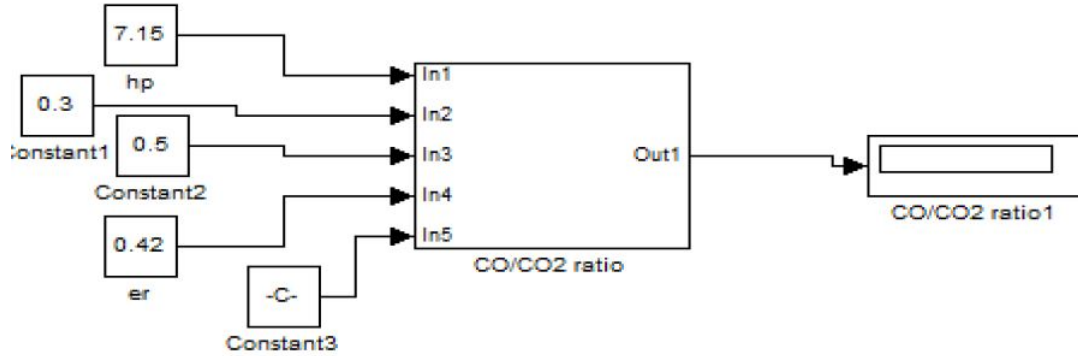 7.15
hp
In1
0.3
In2
Constant1
0.5
In3
Out1
Constant2
In4
CO/CO2 ratio1
0.42
In5
CO/CO2 ratio
er
-C-
Constant3